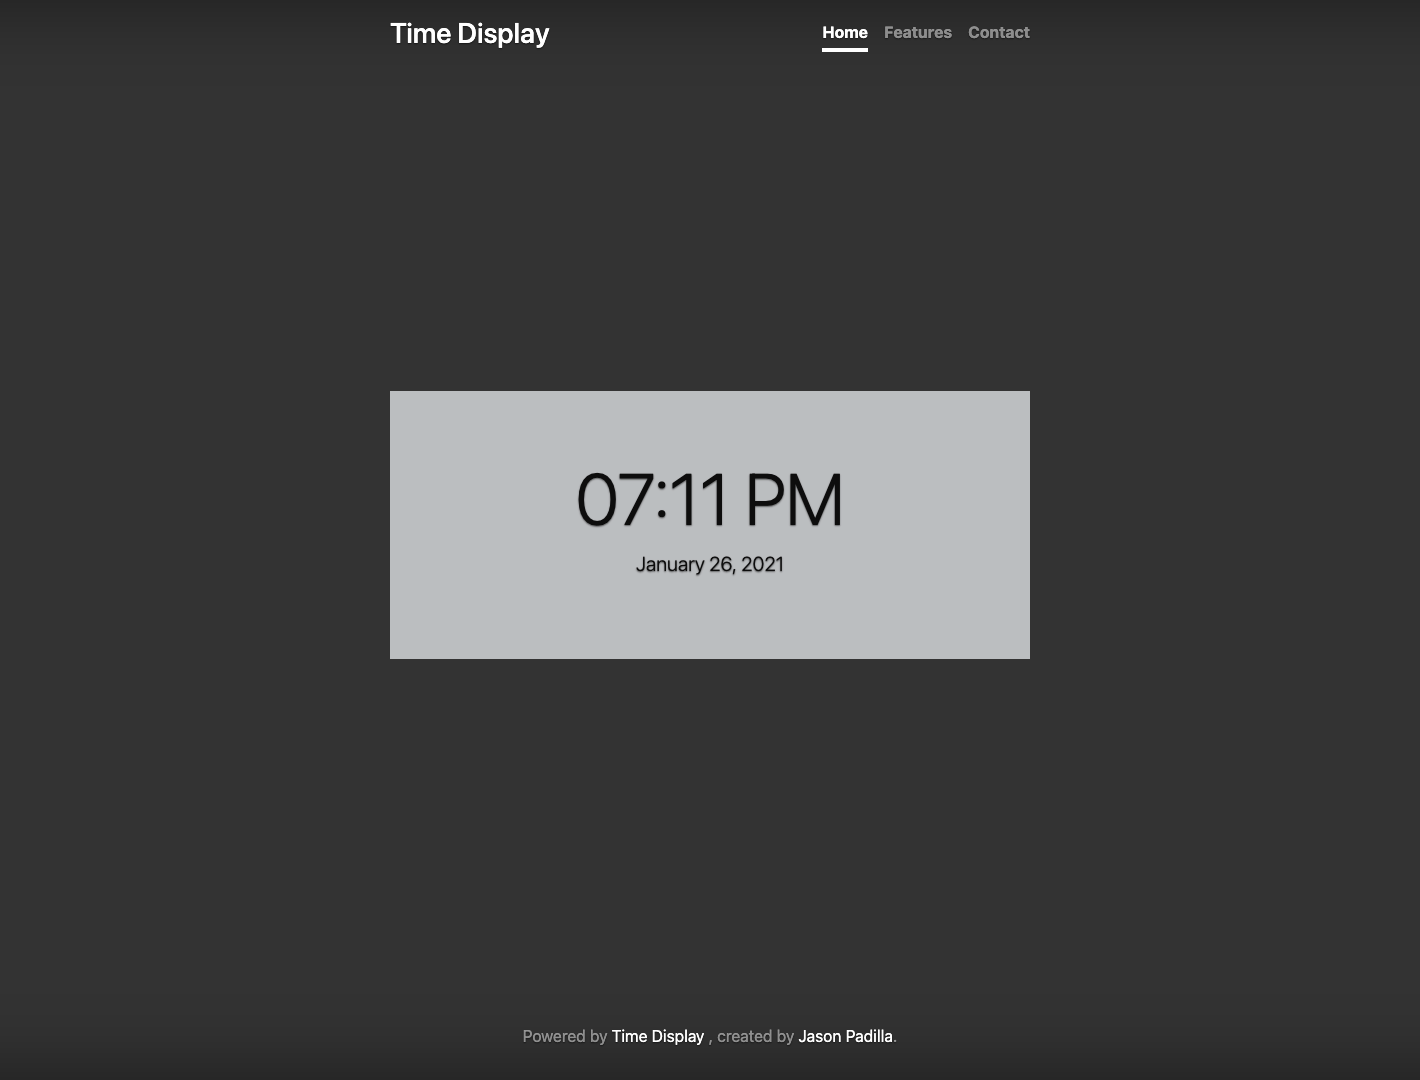 Time Display
Home Features Contact
07:11 PM
January 26, 2021
Powered by Time Display , created by Jason Padilla.